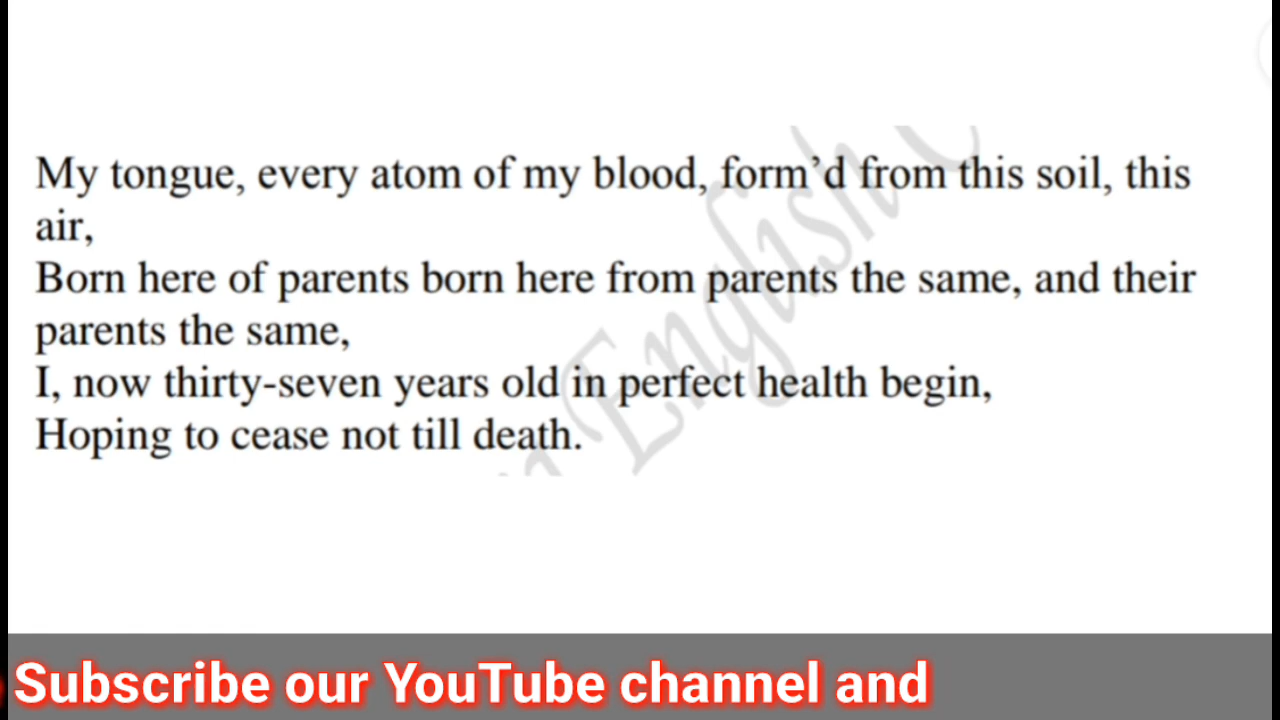 My tongue, every atom of my blood, form’d from this soil, this
air,
Born here of parents born here from parents the same, and their
parents the same,
I, now thirty-seven years old in perfect health begin,
Hoping to cease not till death.
English
Subscribe our YouTube channel and